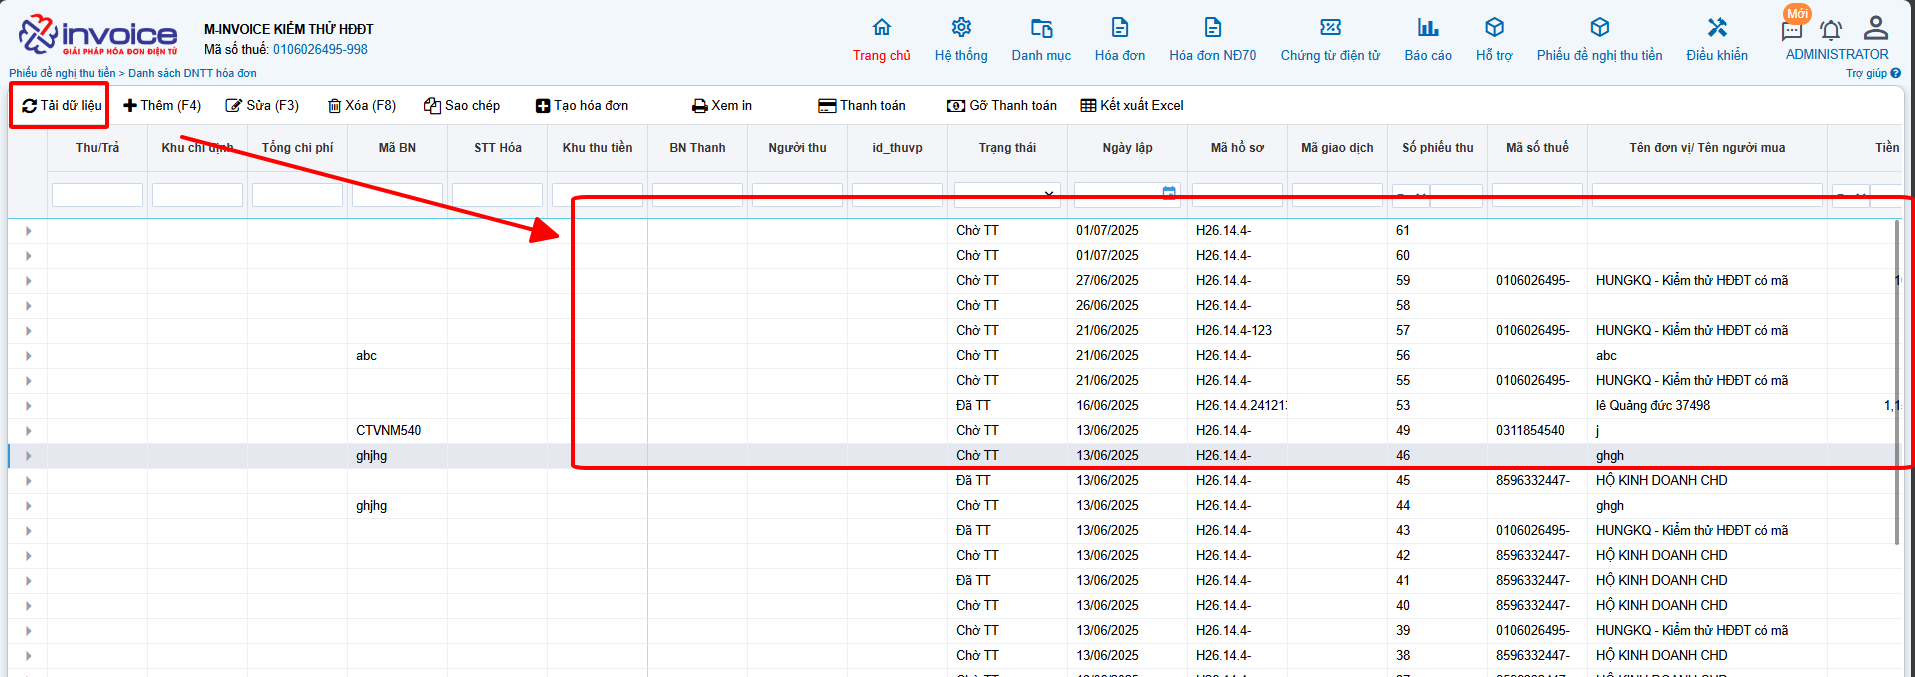 invoice
GIẢI PHÁP HÓA ĐƠN ĐIỆN TỬ
M-INVOICE KIỂM THỬ HĐĐT
Mã số thuế: 0106026495-998
Trang chủ
Hệ thống
Danh mục
Hóa đơn
Hóa đơn NĐ70
Chứng từ điện tử
Báo cáo
Hỗ trợ
Phiếu đề nghị thu tiền
Điều khiển
Mới
ADMINISTRATOR
Phiếu đề nghị thu tiền > Danh sách DNTT hóa đơn
Trợ giúp
Tải dữ liệu Thêm (F4) Sửa (F3) Xóa (F8) Sao chép Tạo hóa đơn Xem in Thanh toán Gỡ Thanh toán Kết xuất Excel
Thu/Trả Khu chỉ định Tổng chi phí Mã BN STT Hóa Khu thu tiền BN Thanh Người thu id_thuvp Trạng thái Ngày lập Mã hồ sơ Mã giao dịch Số phiếu thu Mã số thuế Tên đơn vị/ Tên người mua Tiền
Chờ TT 01/07/2025 H26.14.4- 61
Chờ TT 01/07/2025 H26.14.4- 60
Chờ TT 27/06/2025 H26.14.4- 59 0106026495- HUNGKQ - Kiểm thử HĐĐT có mã
Chờ TT 26/06/2025 H26.14.4- 58
Chờ TT 21/06/2025 H26.14.4-123 57 0106026495- HUNGKQ - Kiểm thử HĐĐT có mã
abc Chờ TT 21/06/2025 H26.14.4- 56 abc
Chờ TT 21/06/2025 H26.14.4- 55 0106026495- HUNGKQ - Kiểm thử HĐĐT có mã
Đã TT 16/06/2025 H26.14.4.24121 53 lê Quảng đức 37498 1,1
CTVNM540 Chờ TT 13/06/2025 H26.14.4- 49 0311854540 j
ghjhg Chờ TT 13/06/2025 H26.14.4- 46 ghgh
Đã TT 13/06/2025 H26.14.4- 45 8596332447- HỘ KINH DOANH CHD
ghjhg Chờ TT 13/06/2025 H26.14.4- 44 ghgh
Đã TT 13/06/2025 H26.14.4- 43 0106026495- HUNGKQ - Kiểm thử HĐĐT có mã
Chờ TT 13/06/2025 H26.14.4- 42 8596332447- HỘ KINH DOANH CHD
Đã TT 13/06/2025 H26.14.4- 41 8596332447- HỘ KINH DOANH CHD
Chờ TT 13/06/2025 H26.14.4- 40 8596332447- HỘ KINH DOANH CHD
Chờ TT 13/06/2025 H26.14.4- 39 0106026495- HUNGKQ - Kiểm thử HĐĐT có mã
Chờ TT 13/06/2025 H26.14.4- 38 8596332447- HỘ KINH DOANH CHD